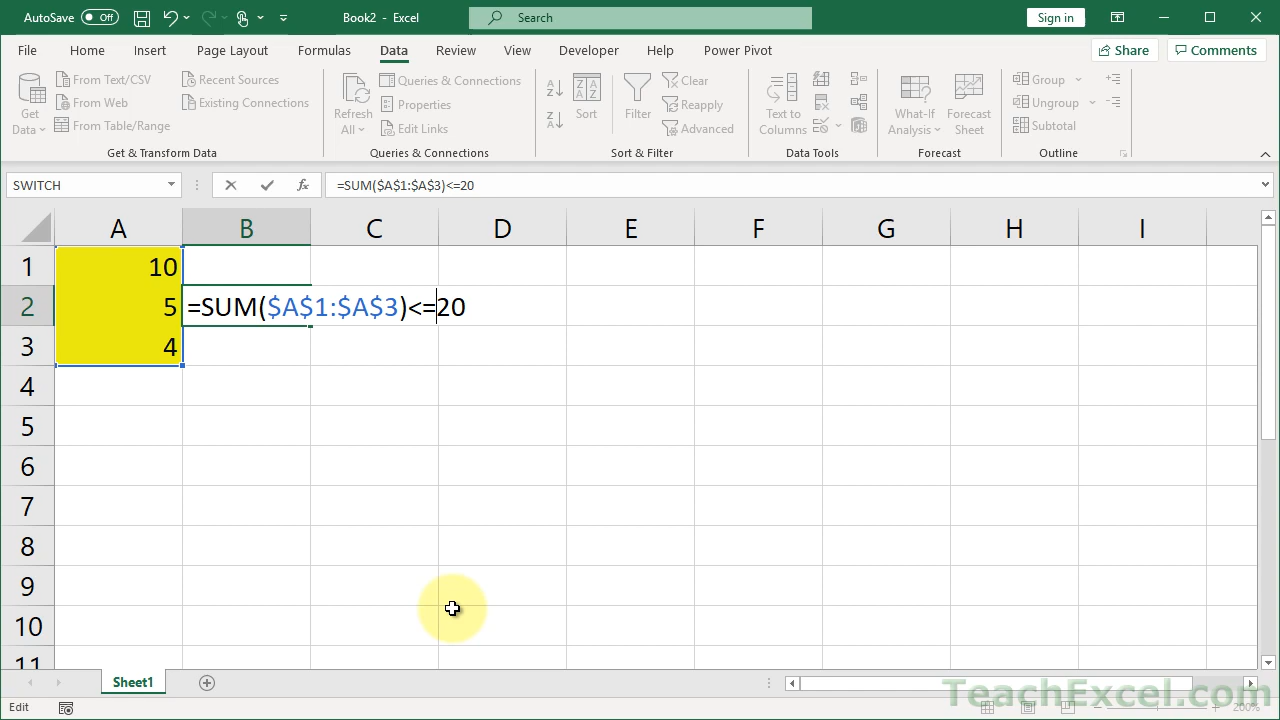 AutoSave Off Book2 - Excel Search Sign in
File Home Insert Page Layout Formulas Data Review View Developer Help Power Pivot Share Comments
Get Data From Text/CSV From Web From Table/Range Recent Sources Existing Connections
Refresh All Queries & Connections Properties Edit Links
Sort Filter Clear Reapply Advanced
Text to Columns
What-If Analysis Forecast Sheet
Group Ungroup Subtotal
Get & Transform Data Queries & Connections Sort & Filter Data Tools Forecast Outline
SWITCH fx =SUM($A$1:$A$3)<=20
A B C D E F G H I
1 10
2 5 =SUM($A$1:$A$3)<=20
3 4
4
5
6
7
8
9
10
11
Sheet1
TeachExcel.com
Edit 200%